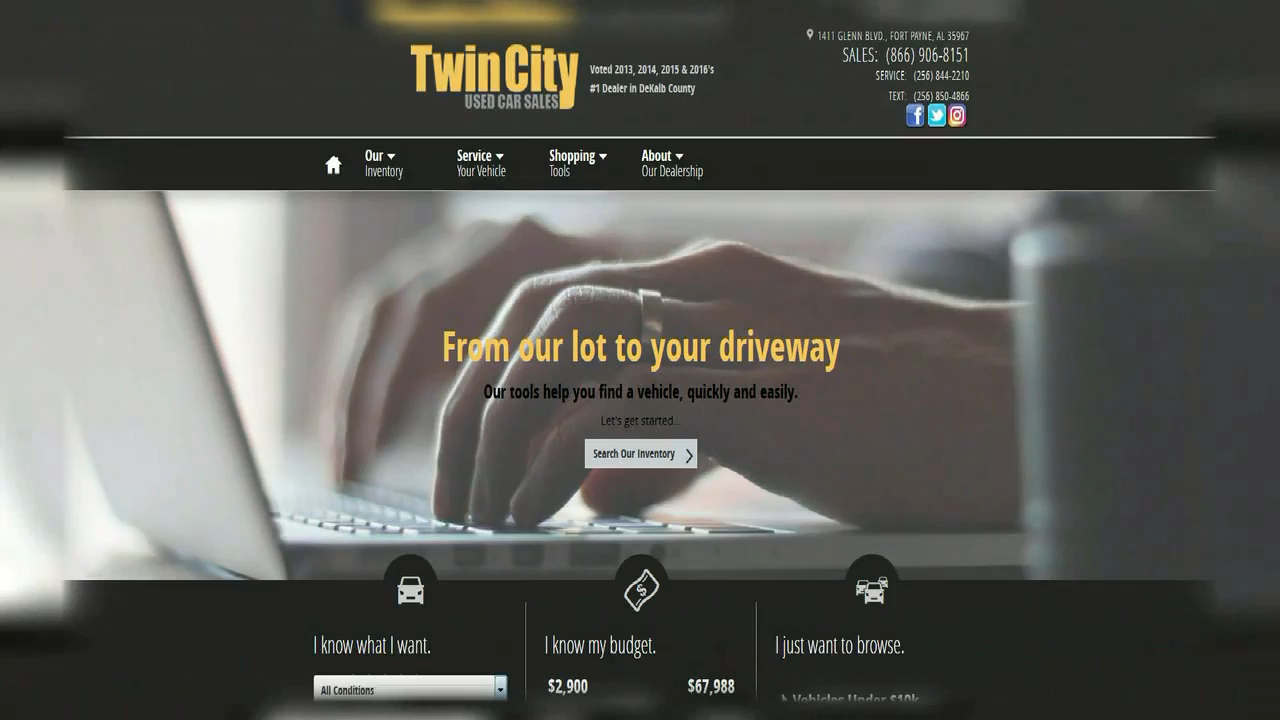 1411 GLENN BLVD., FORT PAYNE, AL 35967
TwinCity
USED CAR SALES
Voted 2013, 2014, 2015 & 2016's
#1 Dealer in DeKalb County
SALES: (866) 906-8151
SERVICE: (256) 844-2210
TEXT: (256) 850-4866
Our
Inventory
Service
Your Vehicle
Shopping
Tools
About
Our Dealership
From our lot to your driveway
Our tools help you find a vehicle, quickly and easily.
Let's get started...
Search Our Inventory
I know what I want.
All Conditions
I know my budget.
$2,900 $67,988
I just want to browse.
Vehicles Under $10k